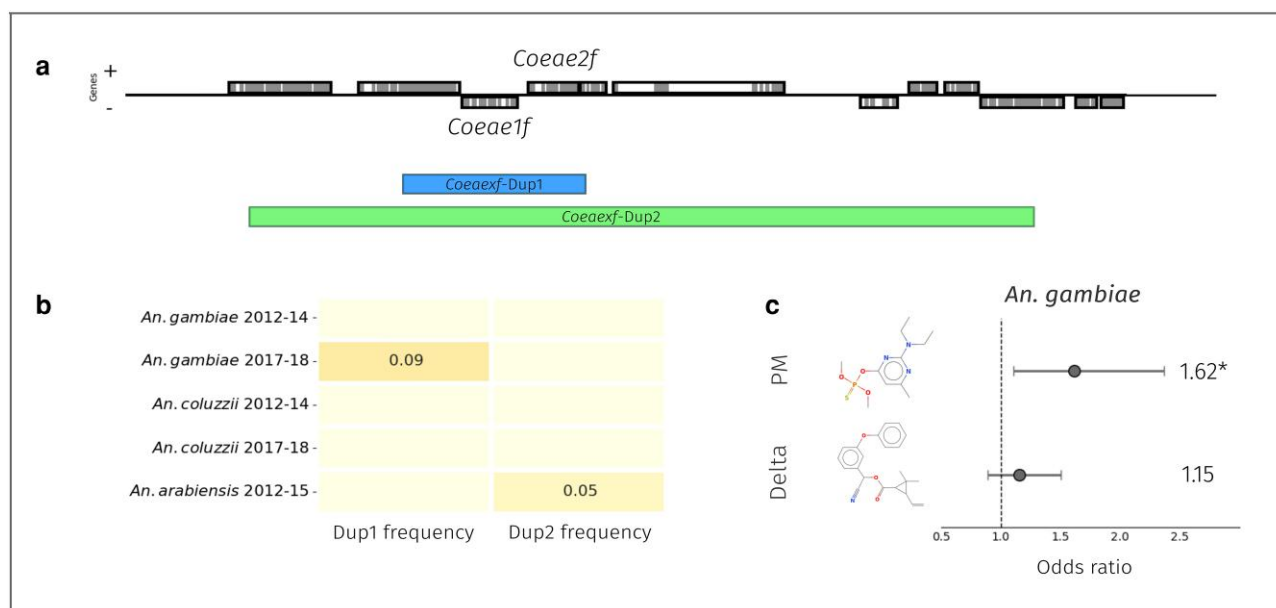 a
Genes
+
-
Coeae2f
Coeae1f
Coeaexf-Dup1
Coeaexf-Dup2
b
An. gambiae 2012-14
An. gambiae 2017-18
An. coluzzii 2012-14
An. coluzzii 2017-18
An. arabiensis 2012-15
0.09
0.05
Dup1 frequency
Dup2 frequency
c
An. gambiae
PM
N
N
N
O
O
P
O
S
1.62*
Delta
O
O
N
O
1.15
0.5
1.0
1.5
2.0
2.5
Odds ratio